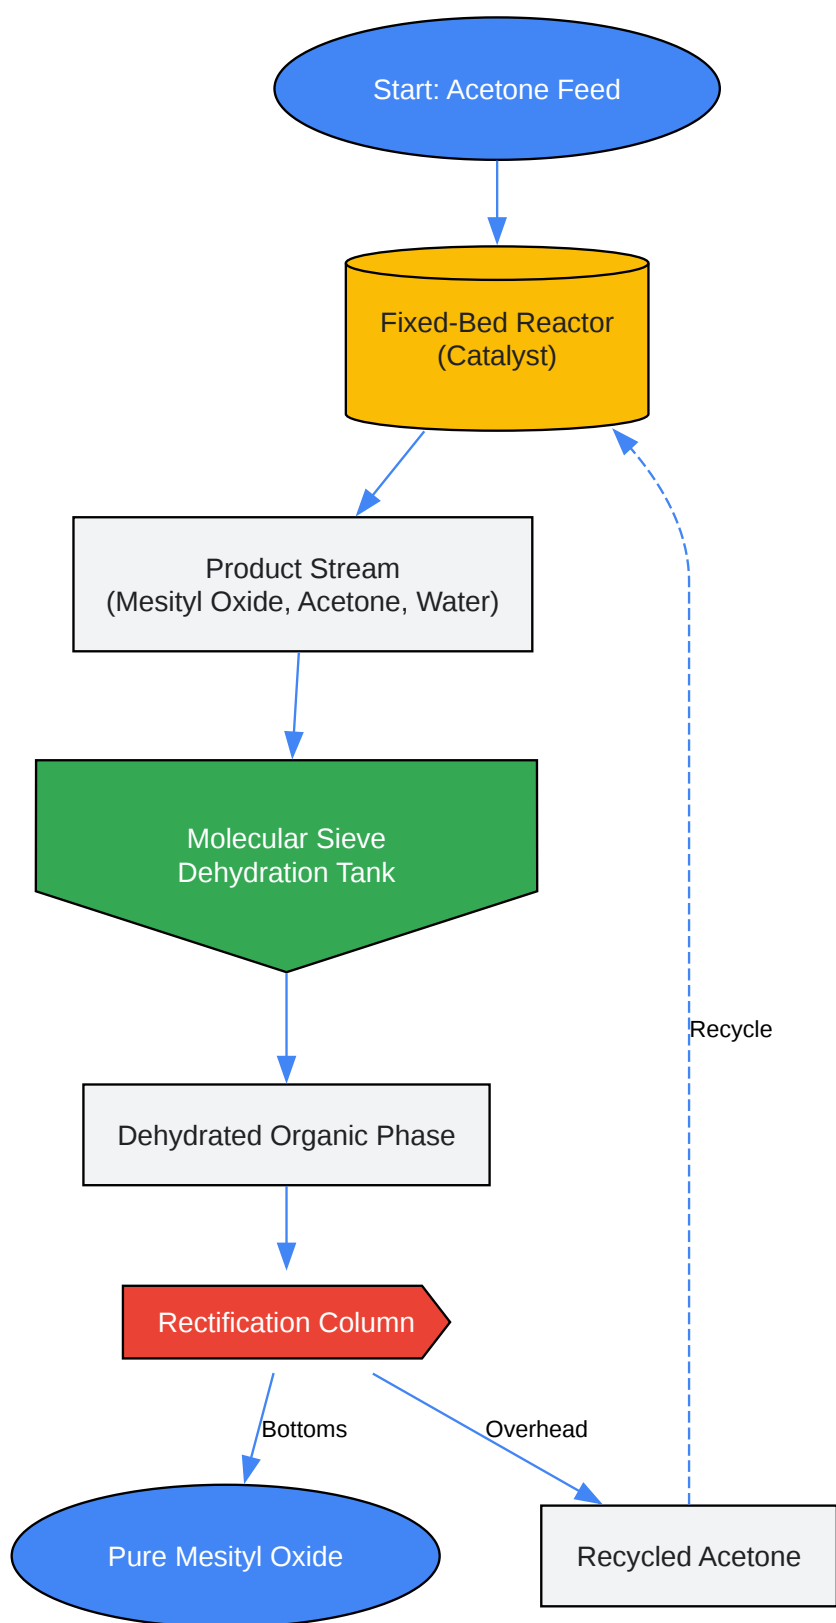 Start: Acetone Feed
Fixed-Bed Reactor
(Catalyst)
Product Stream
(Mesityl Oxide, Acetone, Water)
Molecular Sieve
Dehydration Tank
Recycle
Dehydrated Organic Phase
Rectification Column
Bottoms
Overhead
Pure Mesityl Oxide
Recycled Acetone